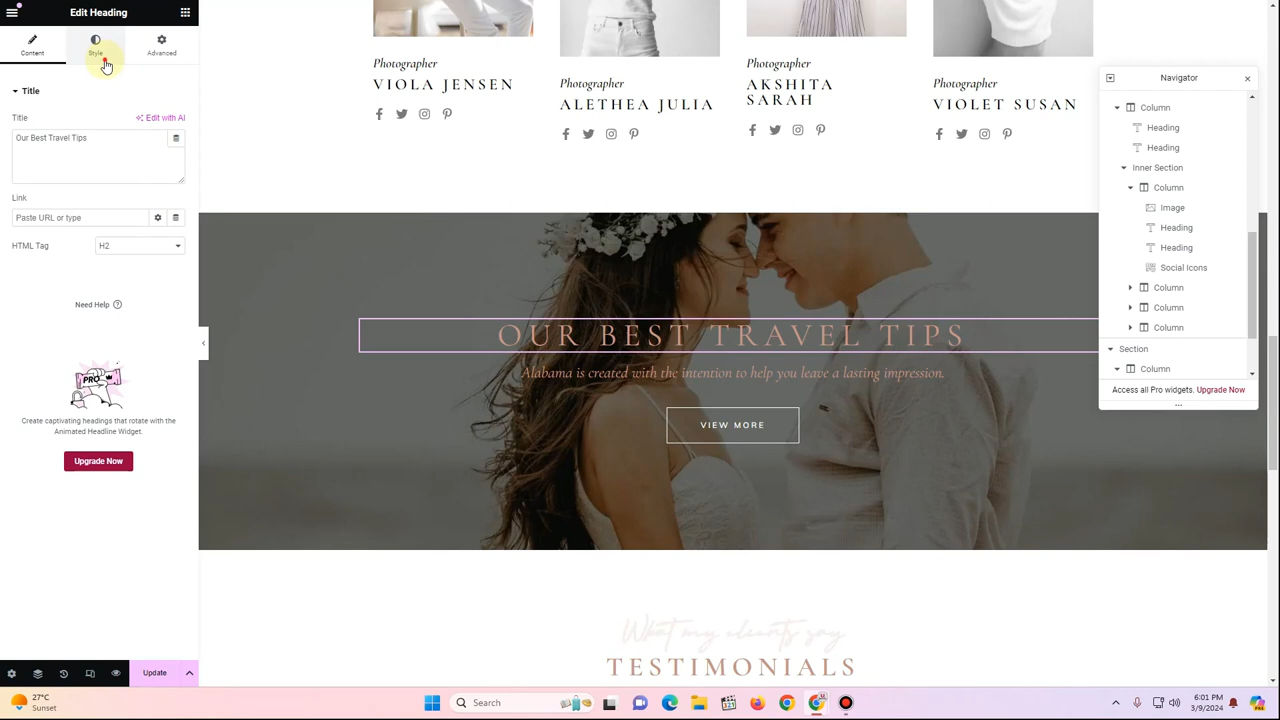 Edit Heading
Content
Style
Advanced
Title
Title
Edit with AI
Our Best Travel Tips
Link
Paste URL or type
HTML Tag
H2
Need Help
PRO
Create captivating headings that rotate with the
Animated Headline Widget.
Upgrade Now
Update
Photographer
VIOLA JENSEN
Photographer
ALETHEA JULIA
Photographer
AKSHITA
SARAH
Photographer
VIOLET SUSAN
OUR BEST TRAVEL TIPS
Alabama is created with the intention to help you leave a lasting impression.
VIEW MORE
What my clients say
TESTIMONIALS
Navigator
Column
Heading
Heading
Inner Section
Column
Image
Heading
Heading
Social Icons
Column
Column
Column
Section
Column
Access all Pro widgets. Upgrade Now
27°C
Sunset
Search
6:01 PM
3/9/2024